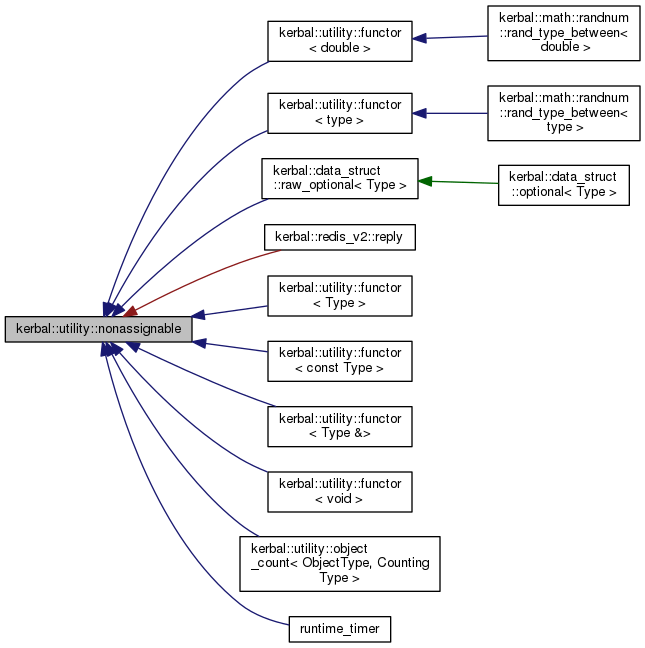 kerbal::utility::functor
< double >
kerbal::math::randnum
::rand_type_between<
double >
kerbal::utility::functor
< type >
kerbal::math::randnum
::rand_type_between<
type >
kerbal::data_struct
::raw_optional< Type >
kerbal::data_struct
::optional< Type >
kerbal::redis_v2::reply
kerbal::utility::functor
< Type >
kerbal::utility::nonassignable
kerbal::utility::functor
< const Type >
kerbal::utility::functor
< Type &>
kerbal::utility::functor
< void >
kerbal::utility::object
_count< ObjectType, Counting
Type >
runtime_timer